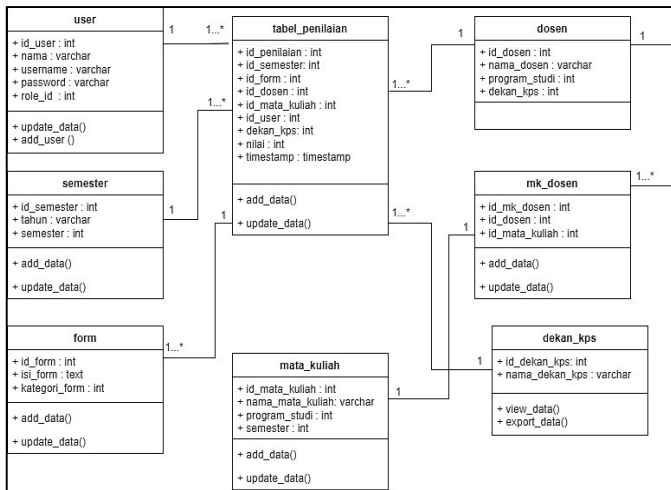 user
+ id_user : int
+ nama : varchar
+ username : varchar
+ password : varchar
+ role_id : int
+ update_data()
+ add_user ()
1
1...*
tabel_penilaian
+ id_penilaian : int
+ id_semester: int
+ id_form : int
+ id_dosen : int
+ id_mata_kuliah : int
+ id_user : int
+ dekan_kps: int
+ nilai : int
+ timestamp : timestamp
+ add_data()
+ update_data()
1...*
1
dosen
+ id_dosen : int
+ nama_dosen : varchar
+ program_studi : int
+ dekan_kps : int
1
semester
+ id_semester : int
+ tahun : varchar
+ semester : int
+ add_data()
+ update_data()
1
1...*
1
1...*
mk_dosen
+ id_mk_dosen : int
+ id_dosen : int
+ id_mata_kuliah : int
+ add_data()
+ update_data()
1...*
1
form
+ id_form : int
+ isi_form : text
+ kategori_form : int
+ add_data()
+ update_data()
1...*
mata_kuliah
+ id_mata_kuliah : int
+ nama_mata_kuliah: varchar
+ program_studi : int
+ semester : int
+ add_data()
+ update_data()
1
1
dekan_kps
+ id_dekan_kps: int
+ nama_dekan_kps : varchar
+ view_data()
+ export_data()